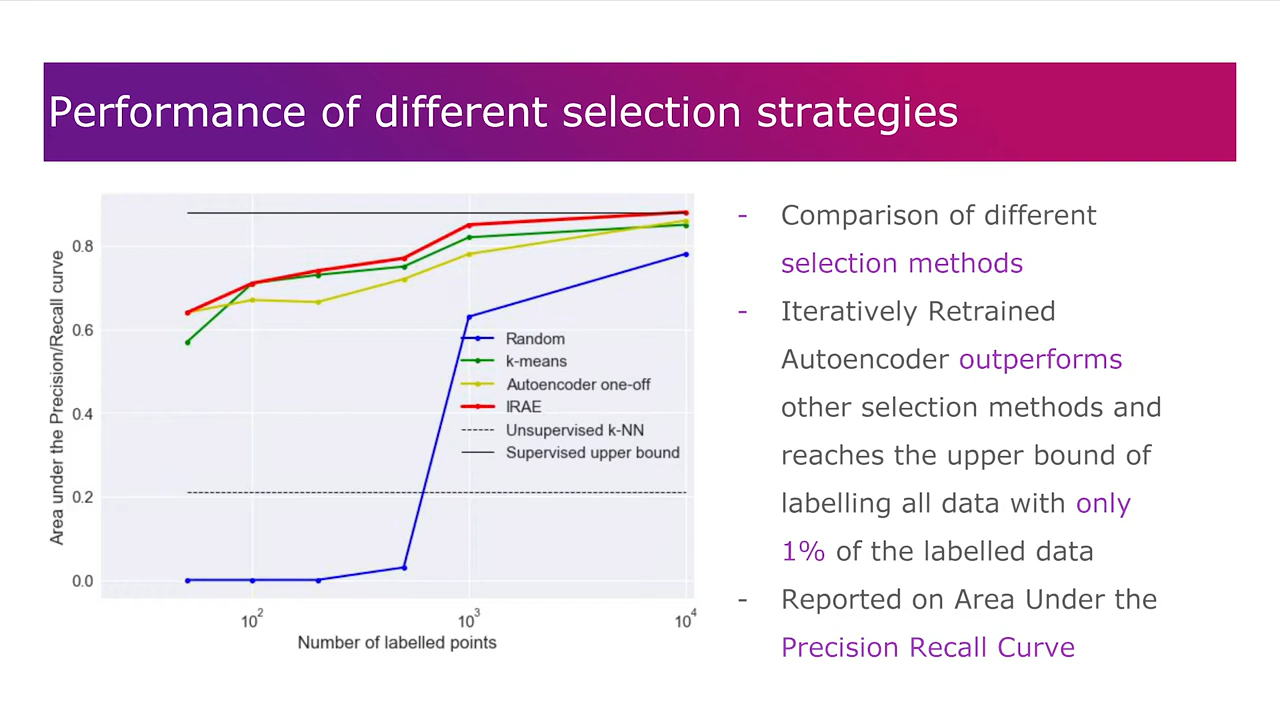 Performance of different selection strategies
Area under the Precision/Recall curve
0.8
0.6
0.4
0.2
0.0
10²
10³
10⁴
Number of labelled points
Random
k-means
Autoencoder one-off
IRAE
Unsupervised k-NN
Supervised upper bound
- Comparison of different
selection methods
- Iteratively Retrained
Autoencoder outperforms
other selection methods and
reaches the upper bound of
labelling all data with only
1% of the labelled data
- Reported on Area Under the
Precision Recall Curve